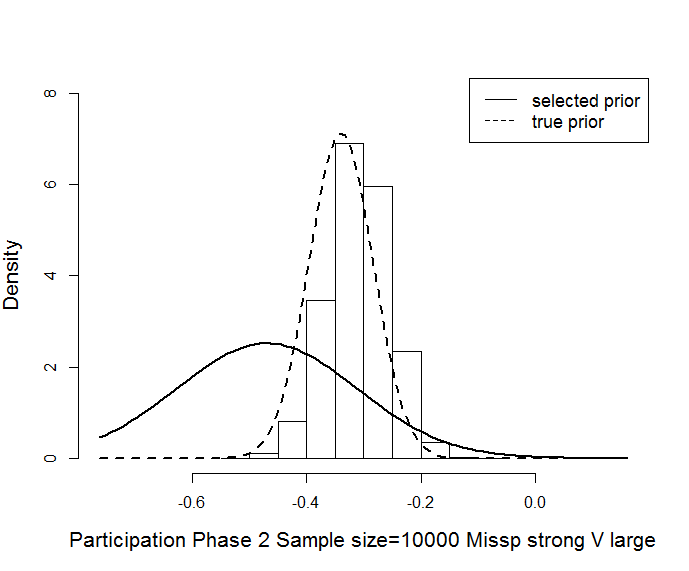 selected prior
true prior
8
6
4
2
0
Density
-0.6 -0.4 -0.2 0.0
Participation Phase 2 Sample size=10000 Missp strong V large